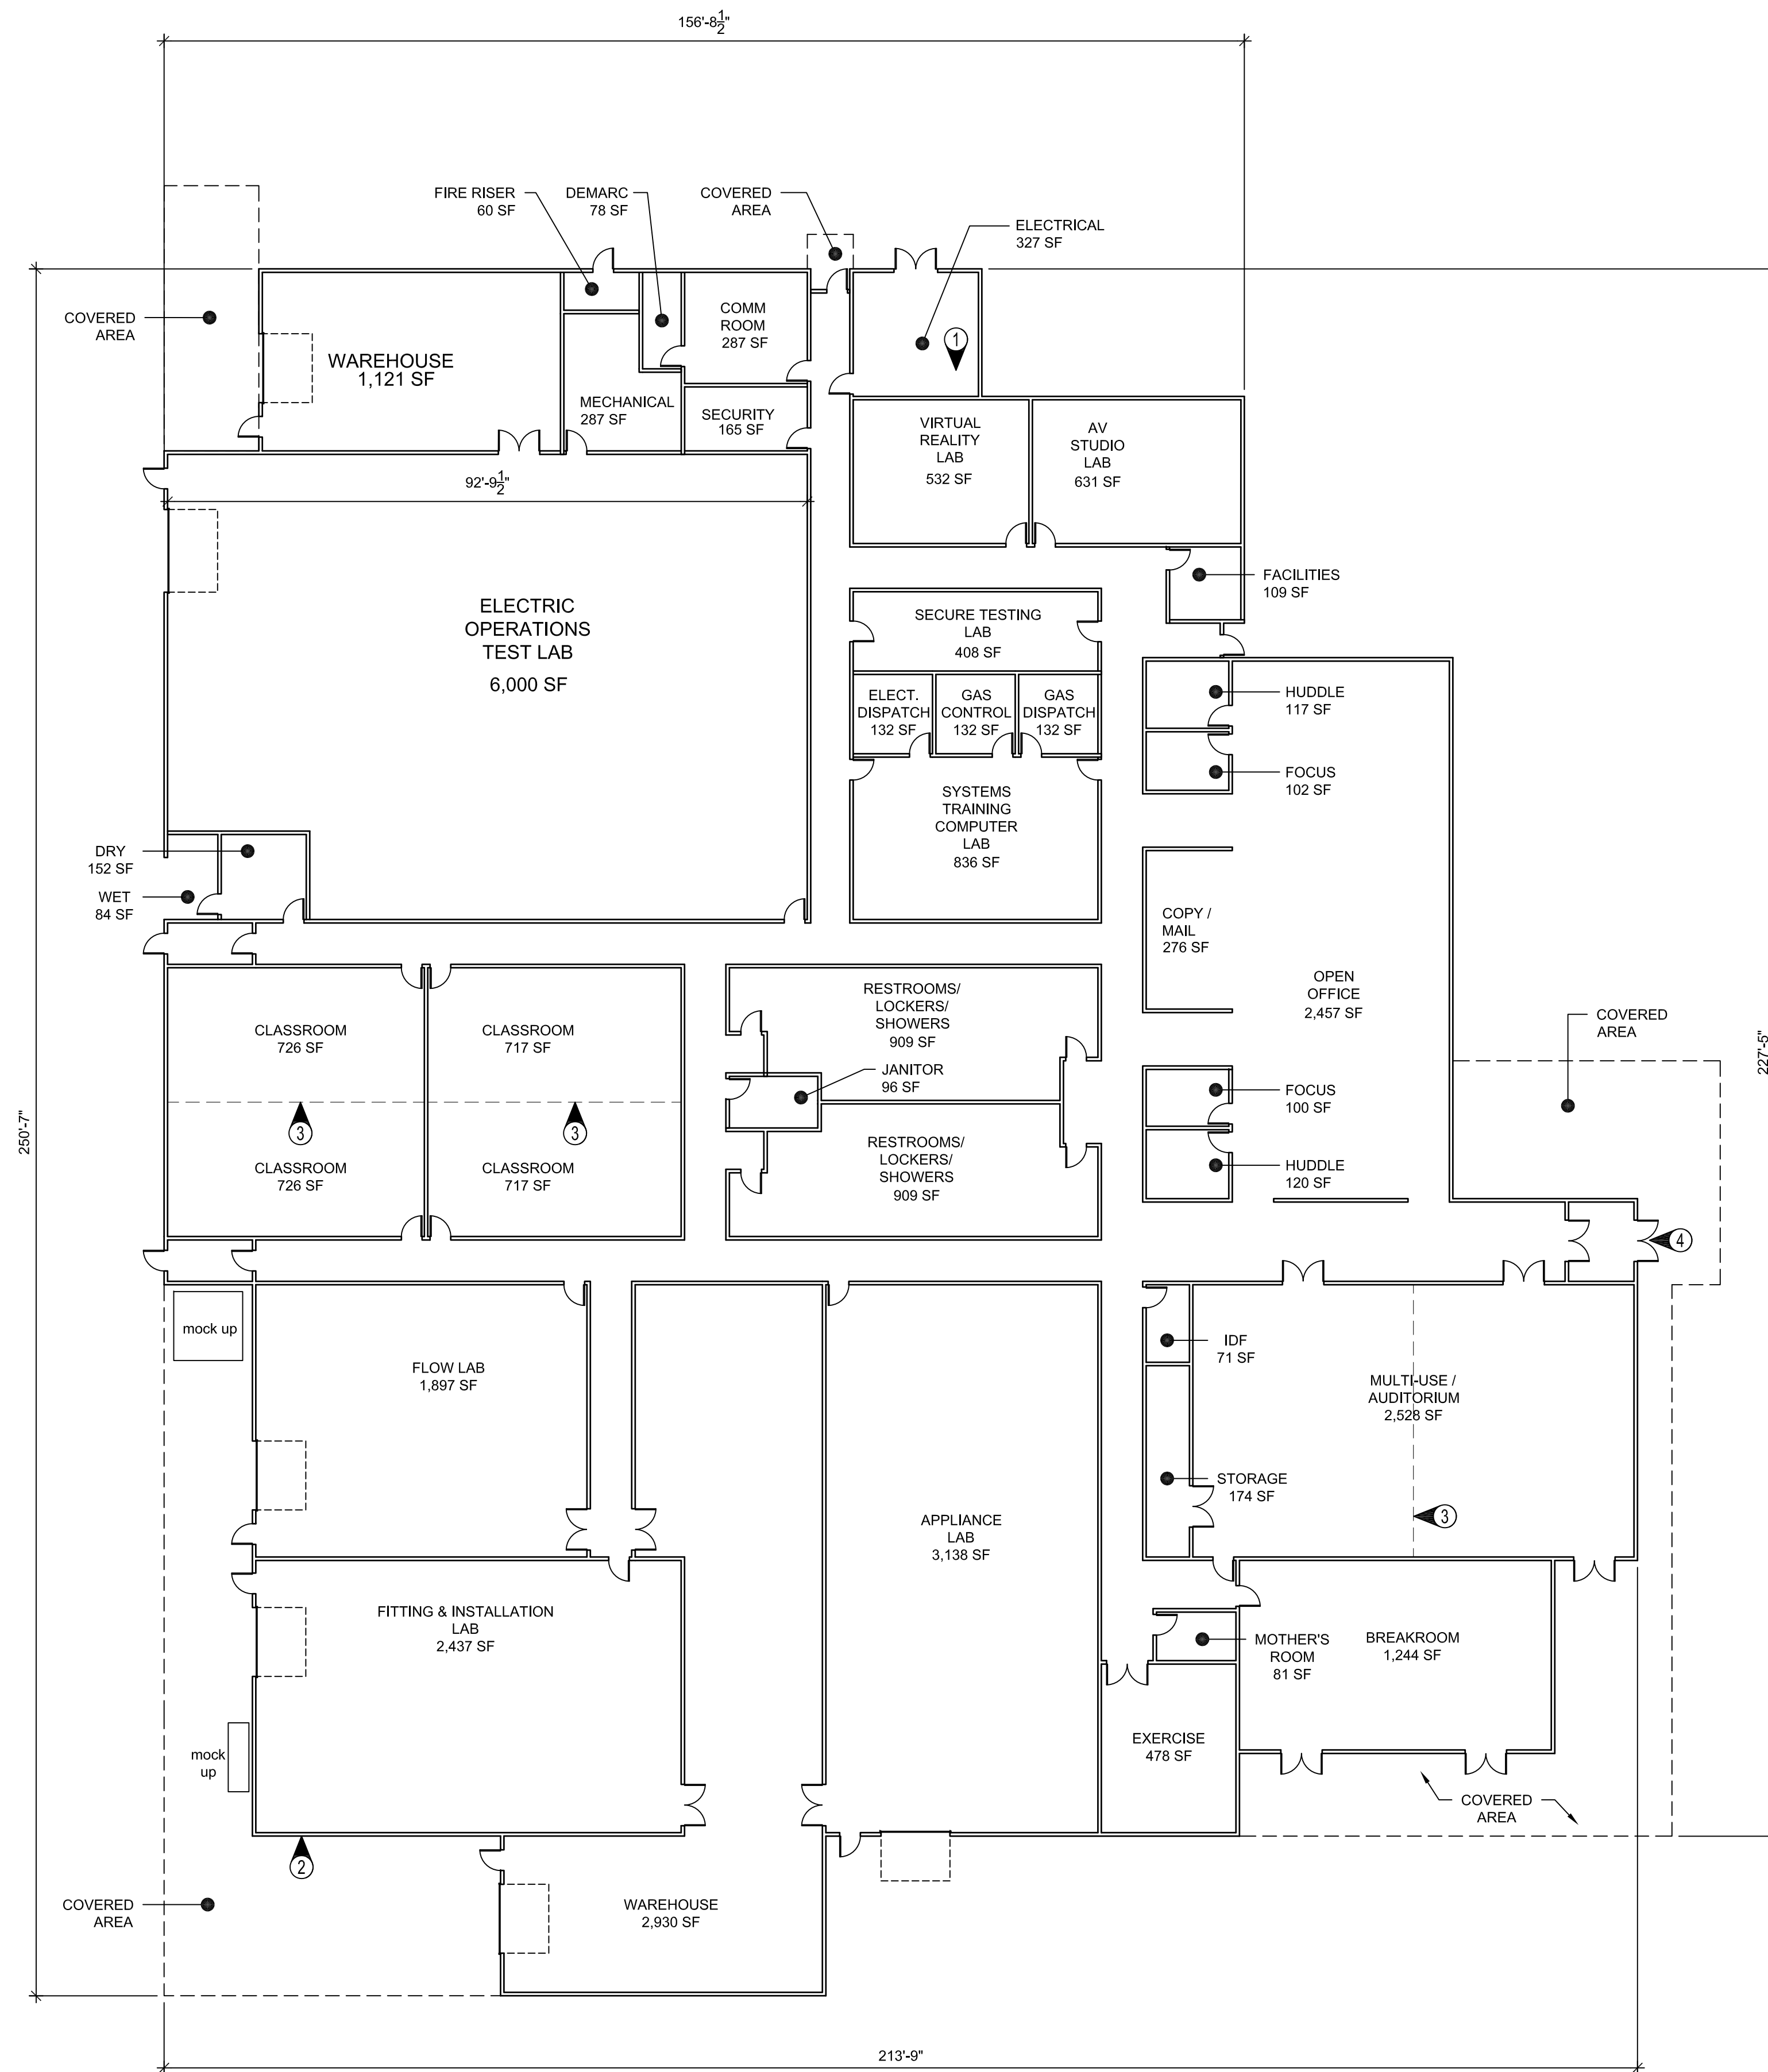 156'-8 1/2"
FIRE RISER
60 SF
DEMARC
78 SF
COVERED
AREA
ELECTRICAL
327 SF
COVERED
AREA
WAREHOUSE
1,121 SF
COMM
ROOM
287 SF
1
MECHANICAL
287 SF
SECURITY
165 SF
VIRTUAL
REALITY
LAB
532 SF
AV
STUDIO
LAB
631 SF
92'-9 1/2"
FACILITIES
109 SF
ELECTRIC
OPERATIONS
TEST LAB
6,000 SF
SECURE TESTING
LAB
408 SF
ELECT.
DISPATCH
132 SF
GAS
CONTROL
132 SF
GAS
DISPATCH
132 SF
HUDDLE
117 SF
FOCUS
102 SF
SYSTEMS
TRAINING
COMPUTER
LAB
836 SF
DRY
152 SF
WET
84 SF
COPY /
MAIL
276 SF
OPEN
OFFICE
2,457 SF
COVERED
AREA
227'-5"
CLASSROOM
726 SF
CLASSROOM
717 SF
RESTROOMS/
LOCKERS/
SHOWERS
909 SF
JANITOR
96 SF
FOCUS
100 SF
250'-7"
3
3
CLASSROOM
726 SF
CLASSROOM
717 SF
RESTROOMS/
LOCKERS/
SHOWERS
909 SF
HUDDLE
120 SF
4
mock up
FLOW LAB
1,897 SF
IDF
71 SF
MULTI-USE /
AUDITORIUM
2,528 SF
STORAGE
174 SF
3
APPLIANCE
LAB
3,138 SF
FITTING & INSTALLATION
LAB
2,437 SF
MOTHER'S
ROOM
81 SF
BREAKROOM
1,244 SF
mock
up
EXERCISE
478 SF
COVERED
AREA
2
COVERED
AREA
WAREHOUSE
2,930 SF
213'-9"